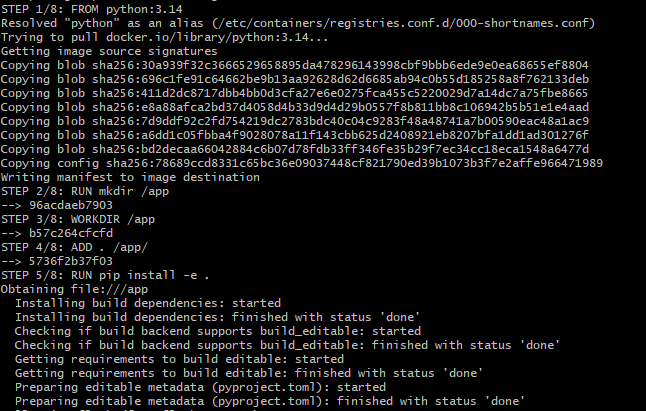 STEP 1/8: FROM python:3.14
Resolved "python" as an alias (/etc/containers/registries.conf.d/000-shortnames.conf)
Trying to pull docker.io/library/python:3.14...
Getting image source signatures
Copying blob sha256:30a939f32c3666529658895da478296143998cbf9bbb6ede9e0ea68655ef8804
Copying blob sha256:696c1fe91c64662be9b13aa92628d62d6685ab94c0b55d185258a8f762133deb
Copying blob sha256:411d2dc8717dbb4bb0d3cfa27e6e0275fca455c5220029d7a14dc7a75fbe8665
Copying blob sha256:e8a88afca2bd37d4058d4b33d9d4d29b0557f8b811bb8c106942b5b51e1e4aad
Copying blob sha256:7d9ddf92c2fd754219dc2783bdc40c04c9283f48a48741a7b00590eac48a1ac9
Copying blob sha256:a6dd1c05fbba4f9028078a11f143cbb625d2408921eb8207bfa1dd1ad301276f
Copying blob sha256:bd2decaa66042884c6b07d78fdb33ff346fe35b29f7ec34cc18eca1548a6477d
Copying config sha256:78689ccd8331c65bc36e09037448cf821790ed39b1073b3f7e2affe966471989
Writing manifest to image destination
STEP 2/8: RUN mkdir /app
--> 96acdaeb7903
STEP 3/8: WORKDIR /app
--> b57c264cfcfd
STEP 4/8: ADD . /app/
--> 5736f2b37f03
STEP 5/8: RUN pip install -e .
Obtaining file:///app
  Installing build dependencies: started
  Installing build dependencies: finished with status 'done'
  Checking if build backend supports build_editable: started
  Checking if build backend supports build_editable: finished with status 'done'
  Getting requirements to build editable: started
  Getting requirements to build editable: finished with status 'done'
  Preparing editable metadata (pyproject.toml): started
  Preparing editable metadata (pyproject.toml): finished with status 'done'